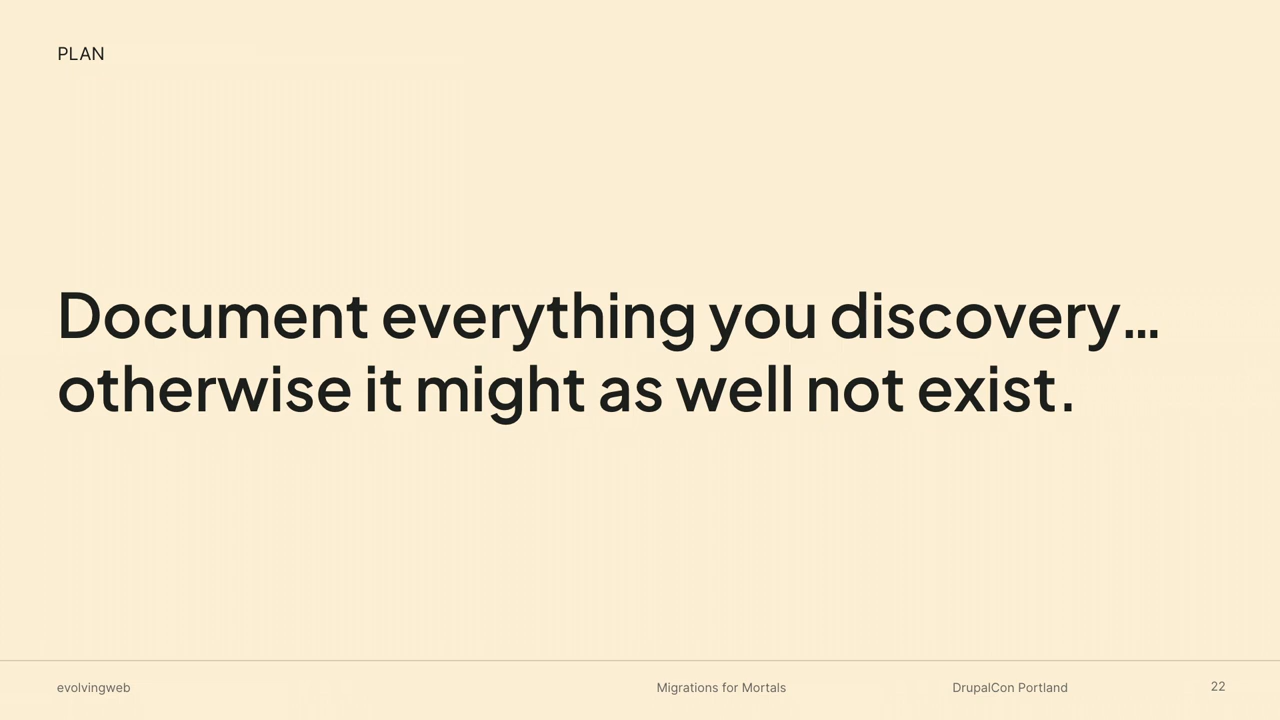 PLAN
Document everything you discovery...
otherwise it might as well not exist.
evolvingweb
Migrations for Mortals
DrupalCon Portland
22